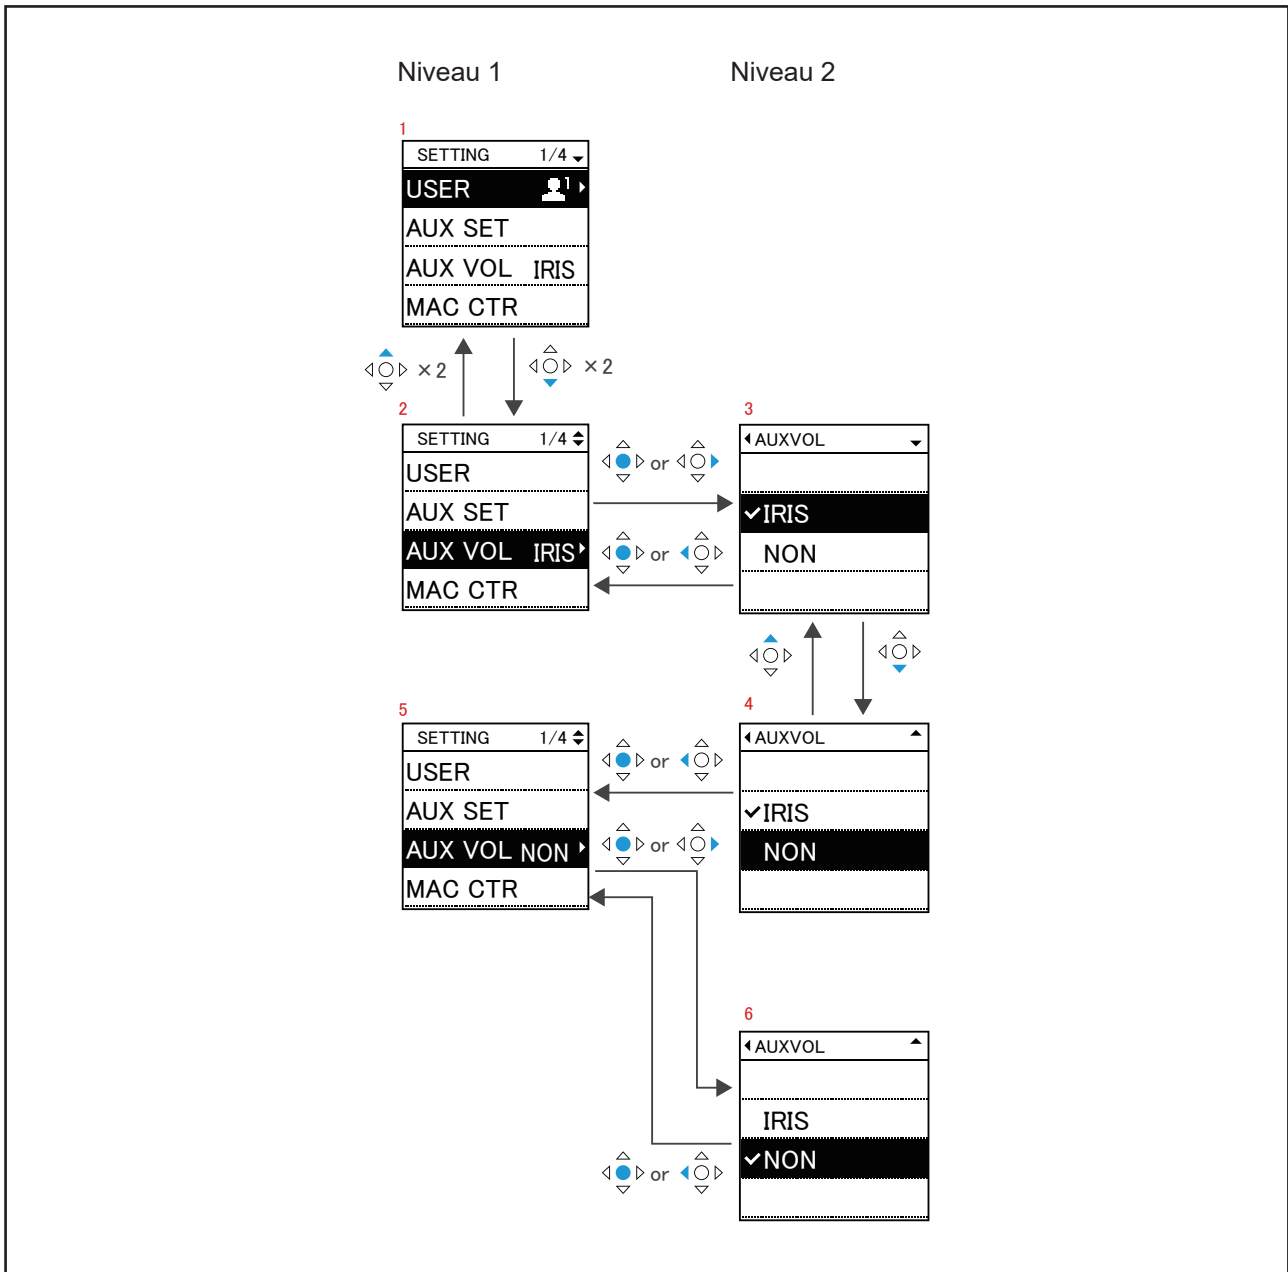 Niveau 1
Niveau 2
1
SETTING 1/4
USER 1
AUX SET
AUX VOL IRIS
MAC CTR
×2
×2
2
SETTING 1/4
USER
AUX SET
AUX VOL IRIS
MAC CTR
or
or
3
AUXVOL
✓IRIS
NON
4
AUXVOL
✓IRIS
NON
or
or
5
SETTING 1/4
USER
AUX SET
AUX VOL NON
MAC CTR
6
AUXVOL
IRIS
✓NON
or